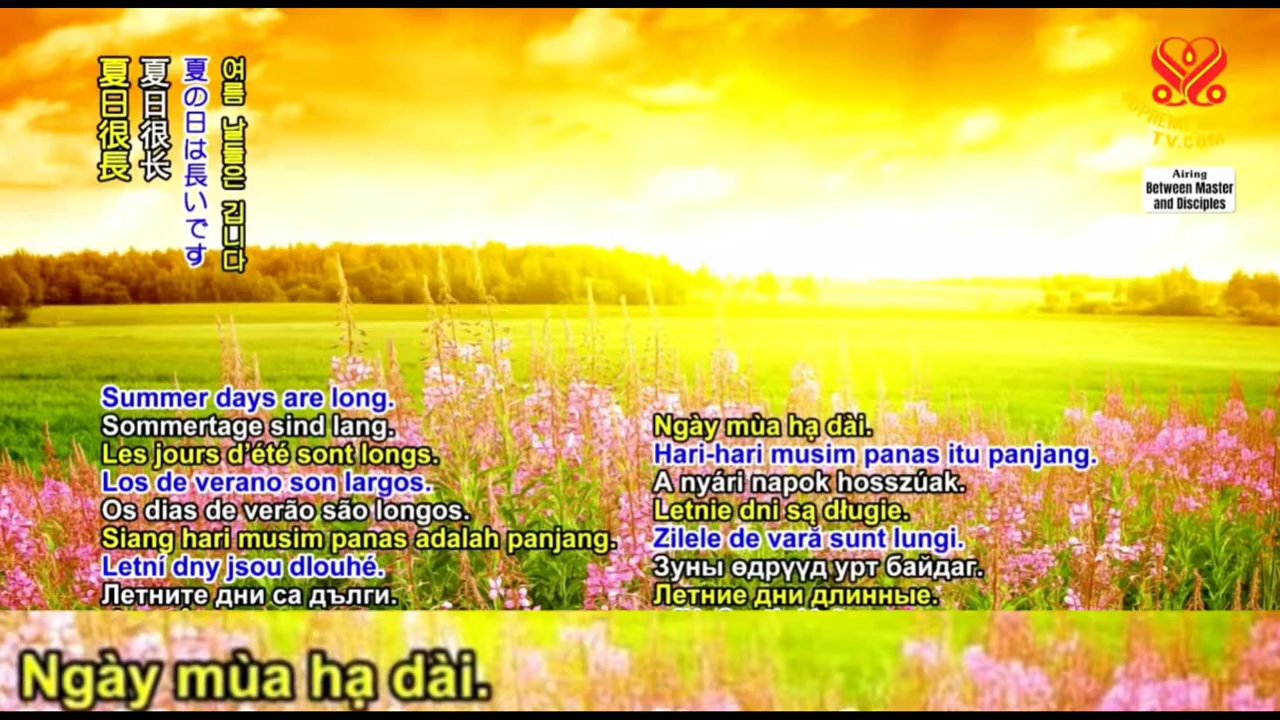 夏日很長
夏日很长
夏の日は長いです
여름 날들은 깁니다
TV.COM
Airing
Between Master
and Disciples
Summer days are long.
Sommertage sind lang.
Les jours d’été sont longs.
Los de verano son largos.
Os dias de verão são longos.
Siang hari musim panas adalah panjang.
Letní dny jsou dlouhé.
Летните дни са дълги.
Ngày mùa hạ dài.
Hari-hari musim panas itu panjang.
A nyári napok hosszúak.
Letnie dni są długie.
Zilele de vară sunt lungi.
Зуны өдрүүд урт байдаг.
Летние дни длинные.
Ngày mùa hạ dài.